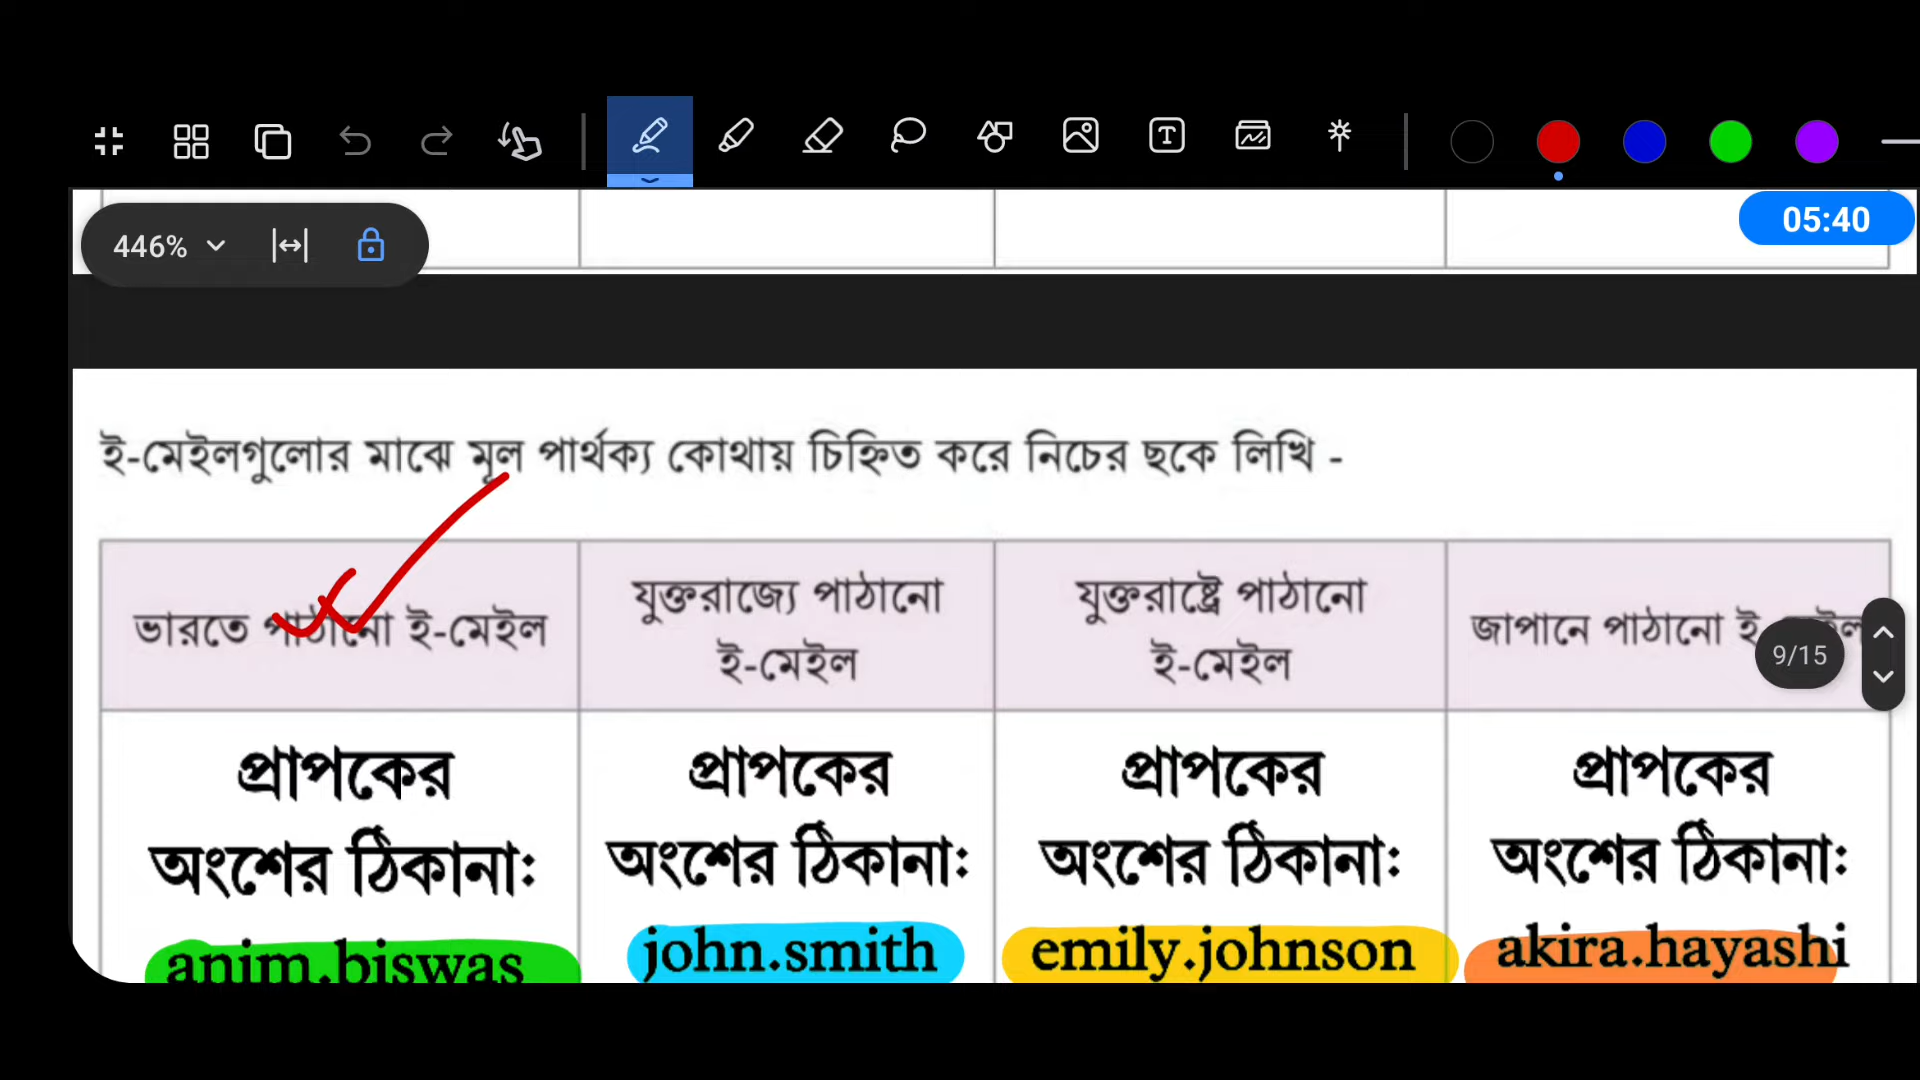 446%
05:40
ই-মেইলগুলোর মাঝে মূল পার্থক্য কোথায় চিহ্নিত করে নিচের ছকে লিখি -
ভারতে পাঠানো ই-মেইল
যুক্তরাজ্যে পাঠানো
ই-মেইল
যুক্তরাষ্ট্রে পাঠানো
ই-মেইল
জাপানে পাঠানো
9/15
প্রাপকের
অংশের ঠিকানাঃ
anim.biswas
প্রাপকের
অংশের ঠিকানাঃ
john.smith
প্রাপকের
অংশের ঠিকানাঃ
emily.johnson
প্রাপকের
অংশের ঠিকানাঃ
akira.hayashi